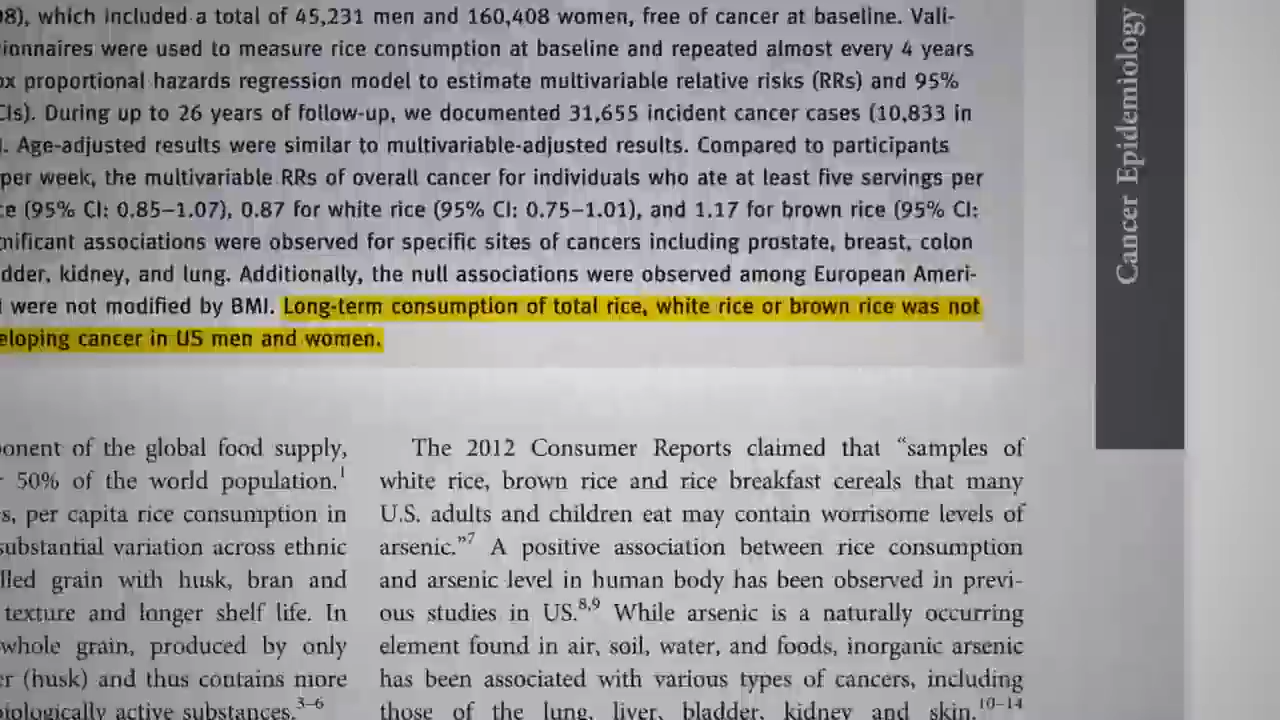 98), which included a total of 45,231 men and 160,408 women, free of cancer at baseline. Vali-
ionnaires were used to measure rice consumption at baseline and repeated almost every 4 years
ox proportional hazards regression model to estimate multivariable relative risks (RRs) and 95%
CIs). During up to 26 years of follow-up, we documented 31,655 incident cancer cases (10,833 in
). Age-adjusted results were similar to multivariable-adjusted results. Compared to participants
per week, the multivariable RRs of overall cancer for individuals who ate at least five servings per
ce (95% CI: 0.85–1.07), 0.87 for white rice (95% CI: 0.75–1.01), and 1.17 for brown rice (95% CI:
nificant associations were observed for specific sites of cancers including prostate, breast, colon
dder, kidney, and lung. Additionally, the null associations were observed among European Ameri-
were not modified by BMI. Long-term consumption of total rice, white rice or brown rice was not
eloping cancer in US men and women.
Cancer Epidemiology
onent of the global food supply,
50% of the world population.1
s, per capita rice consumption in
substantial variation across ethnic
lled grain with husk, bran and
texture and longer shelf life. In
whole grain, produced by only
er (husk) and thus contains more
biologically active substances.3–6
The 2012 Consumer Reports claimed that “samples of
white rice, brown rice and rice breakfast cereals that many
U.S. adults and children eat may contain worrisome levels of
arsenic.”7 A positive association between rice consumption
and arsenic level in human body has been observed in previ-
ous studies in US.8,9 While arsenic is a naturally occurring
element found in air, soil, water, and foods, inorganic arsenic
has been associated with various types of cancers, including
those of the lung, liver, bladder, kidney and skin.10–14